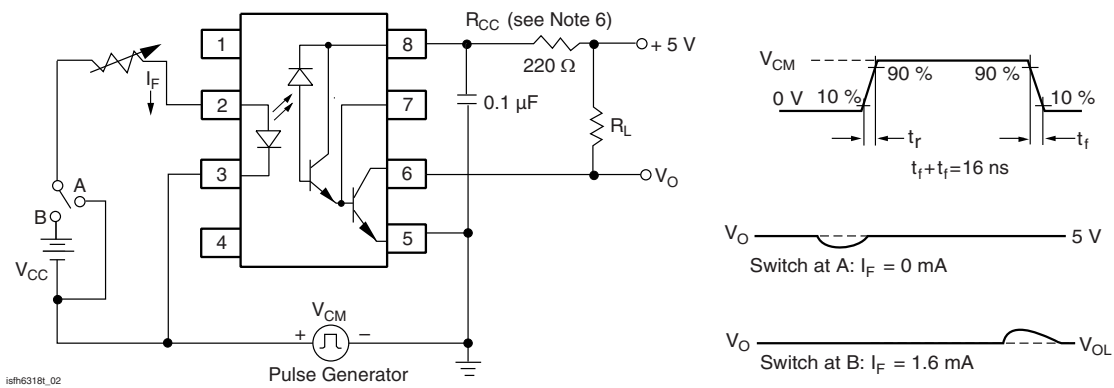 R_CC (see Note 6)
1
8
+ 5 V
220 Ω
I_F
2
7
0.1 µF
R_L
3
6
V_O
A
B
4
5
V_CC
V_CM
+
–
Pulse Generator
V_CM
90 %
90 %
0 V
10 %
10 %
t_r
t_f
t_f+t_f=16 ns
V_O
5 V
Switch at A: I_F = 0 mA
V_O
V_OL
Switch at B: I_F = 1.6 mA
isfh6318t_02